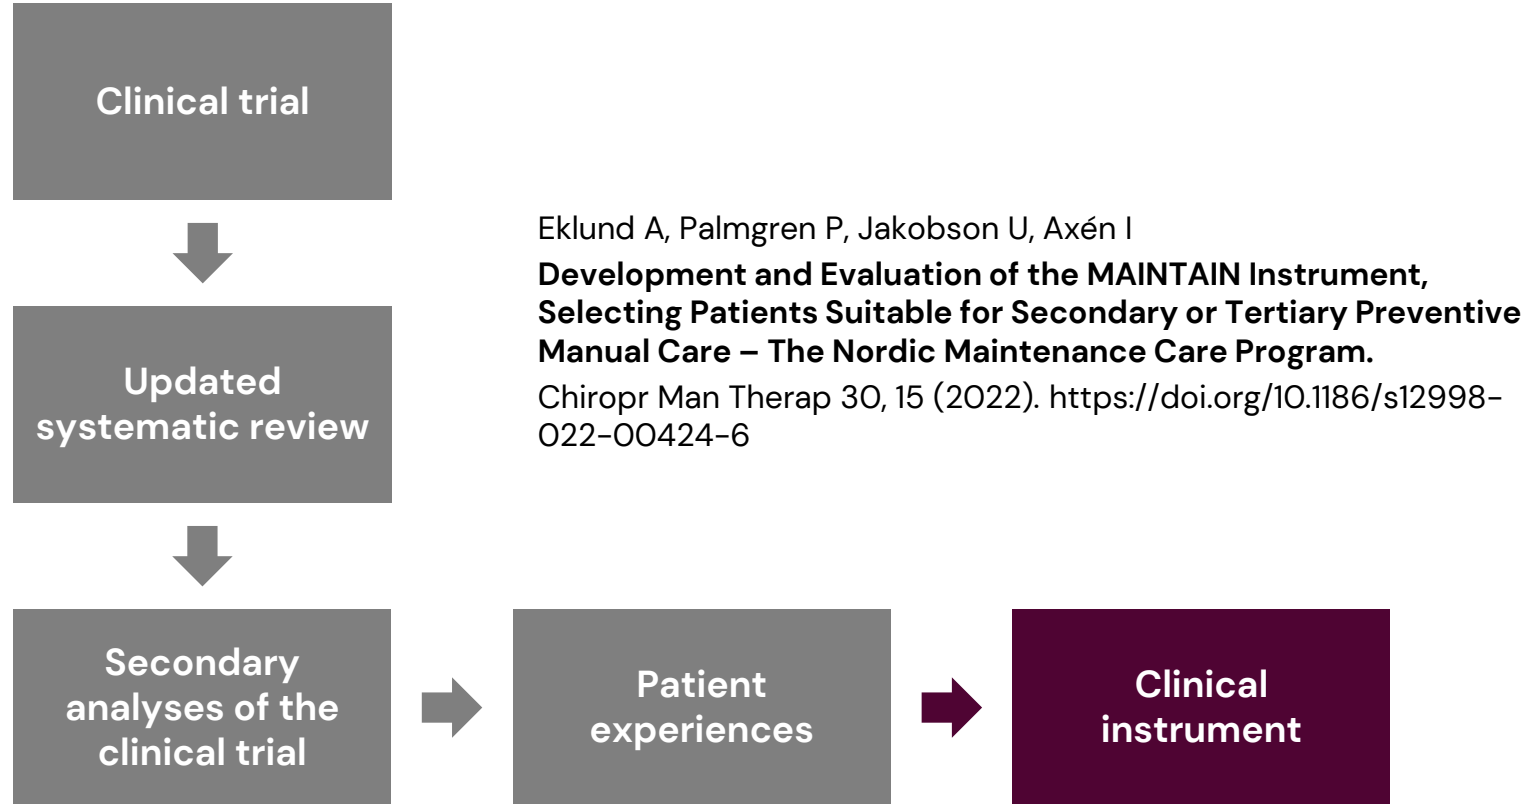 Clinical trial
Eklund A, Palmgren P, Jakobson U, Axén I
Development and Evaluation of the MAINTAIN Instrument,
Selecting Patients Suitable for Secondary or Tertiary Preventive
Manual Care – The Nordic Maintenance Care Program.
Chiropr Man Therap 30, 15 (2022). https://doi.org/10.1186/s12998-
022-00424-6
Updated
systematic review
Secondary
analyses of the
clinical trial
Patient
experiences
Clinical
instrument